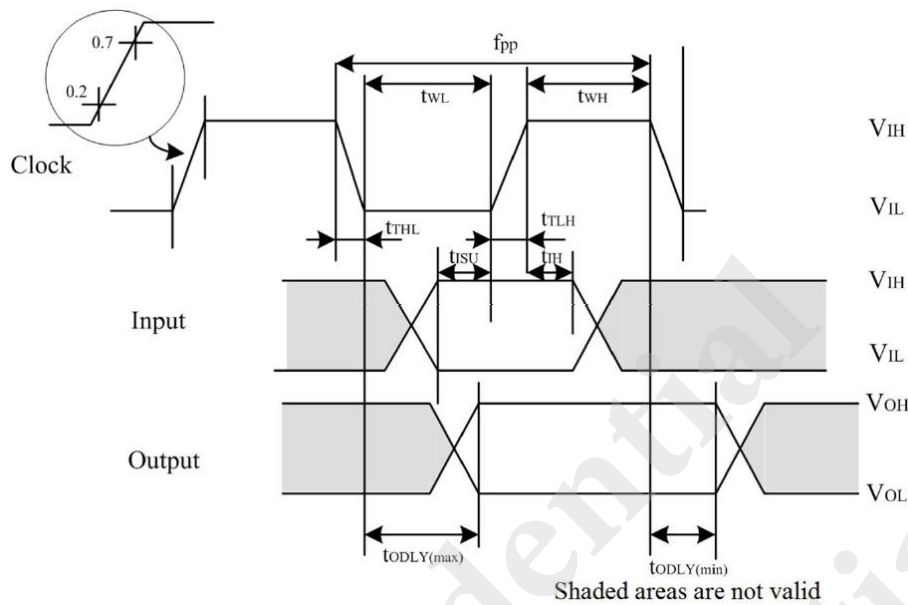 0.7
0.2
Clock
fpp
tWL
tWH
VIH
VIL
tTHL
tTLH
tISU
tIH
Input
VIH
VIL
Output
VOH
VOL
tODLY(max)
tODLY(min)
Shaded areas are not valid
dential